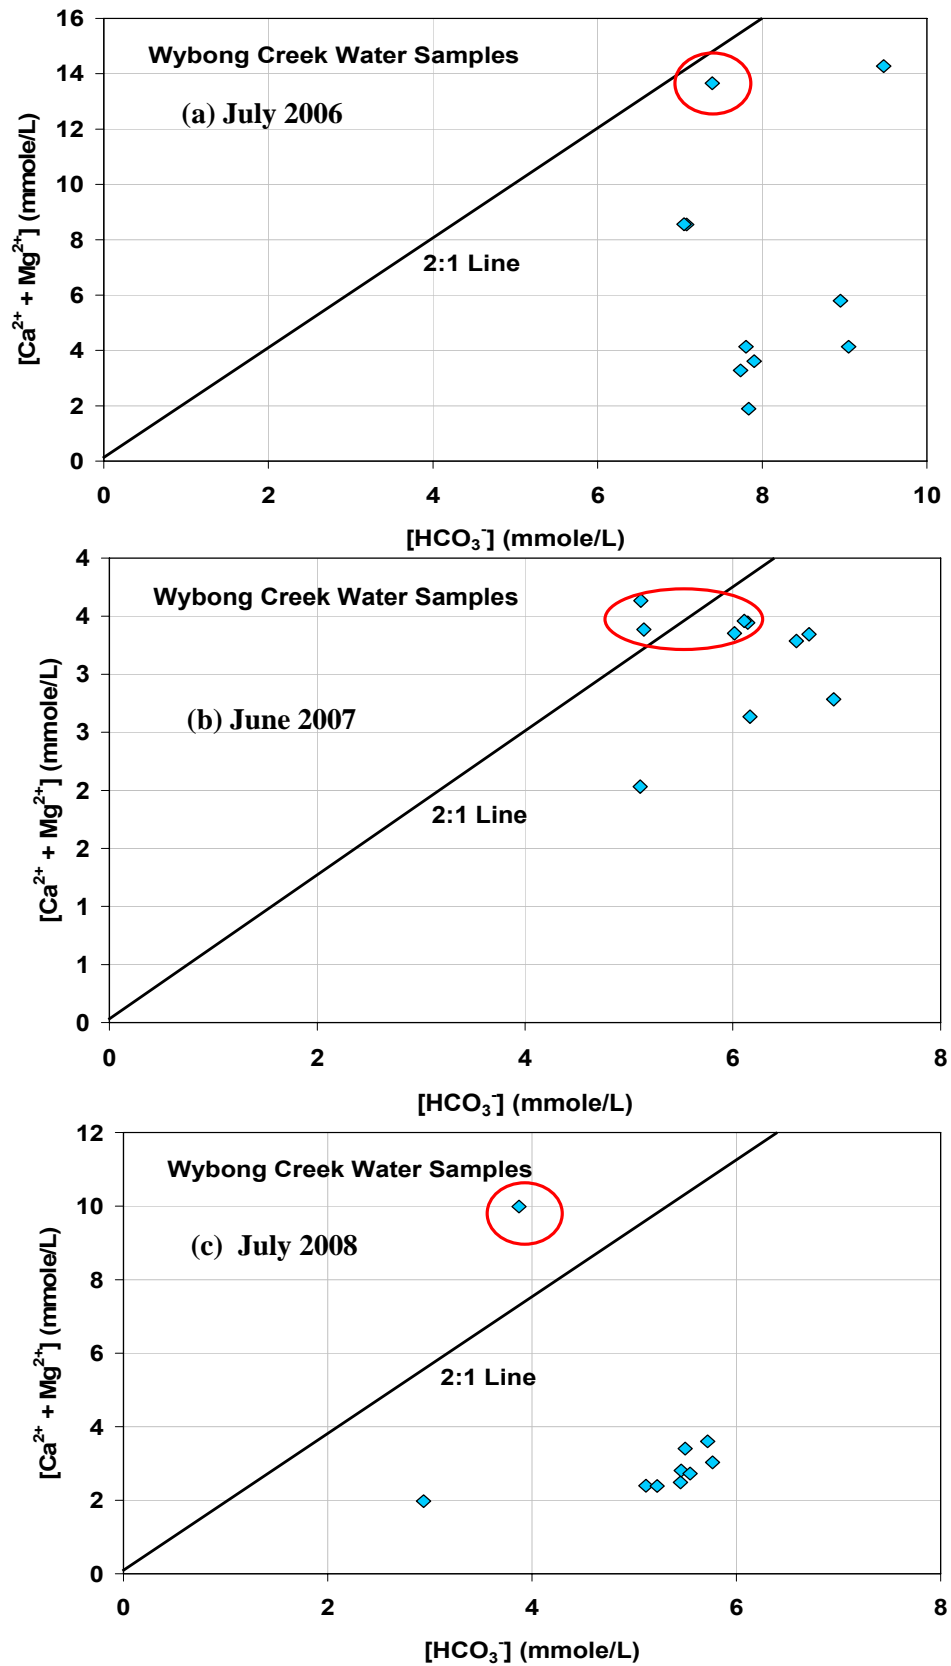 16
14
12
10
8
6
4
2
0
[Ca²⁺ + Mg²⁺] (mmole/L)
Wybong Creek Water Samples
(a) July 2006
2:1 Line
0 2 4 6 8 10
[HCO₃⁻] (mmole/L)
4
4
3
3
2
2
1
1
0
[Ca²⁺ + Mg²⁺] (mmole/L)
Wybong Creek Water Samples
(b) June 2007
2:1 Line
0 2 4 6 8
[HCO₃⁻] (mmole/L)
12
10
8
6
4
2
0
[Ca²⁺ + Mg²⁺] (mmole/L)
Wybong Creek Water Samples
(c) July 2008
2:1 Line
0 2 4 6 8
[HCO₃⁻] (mmole/L)